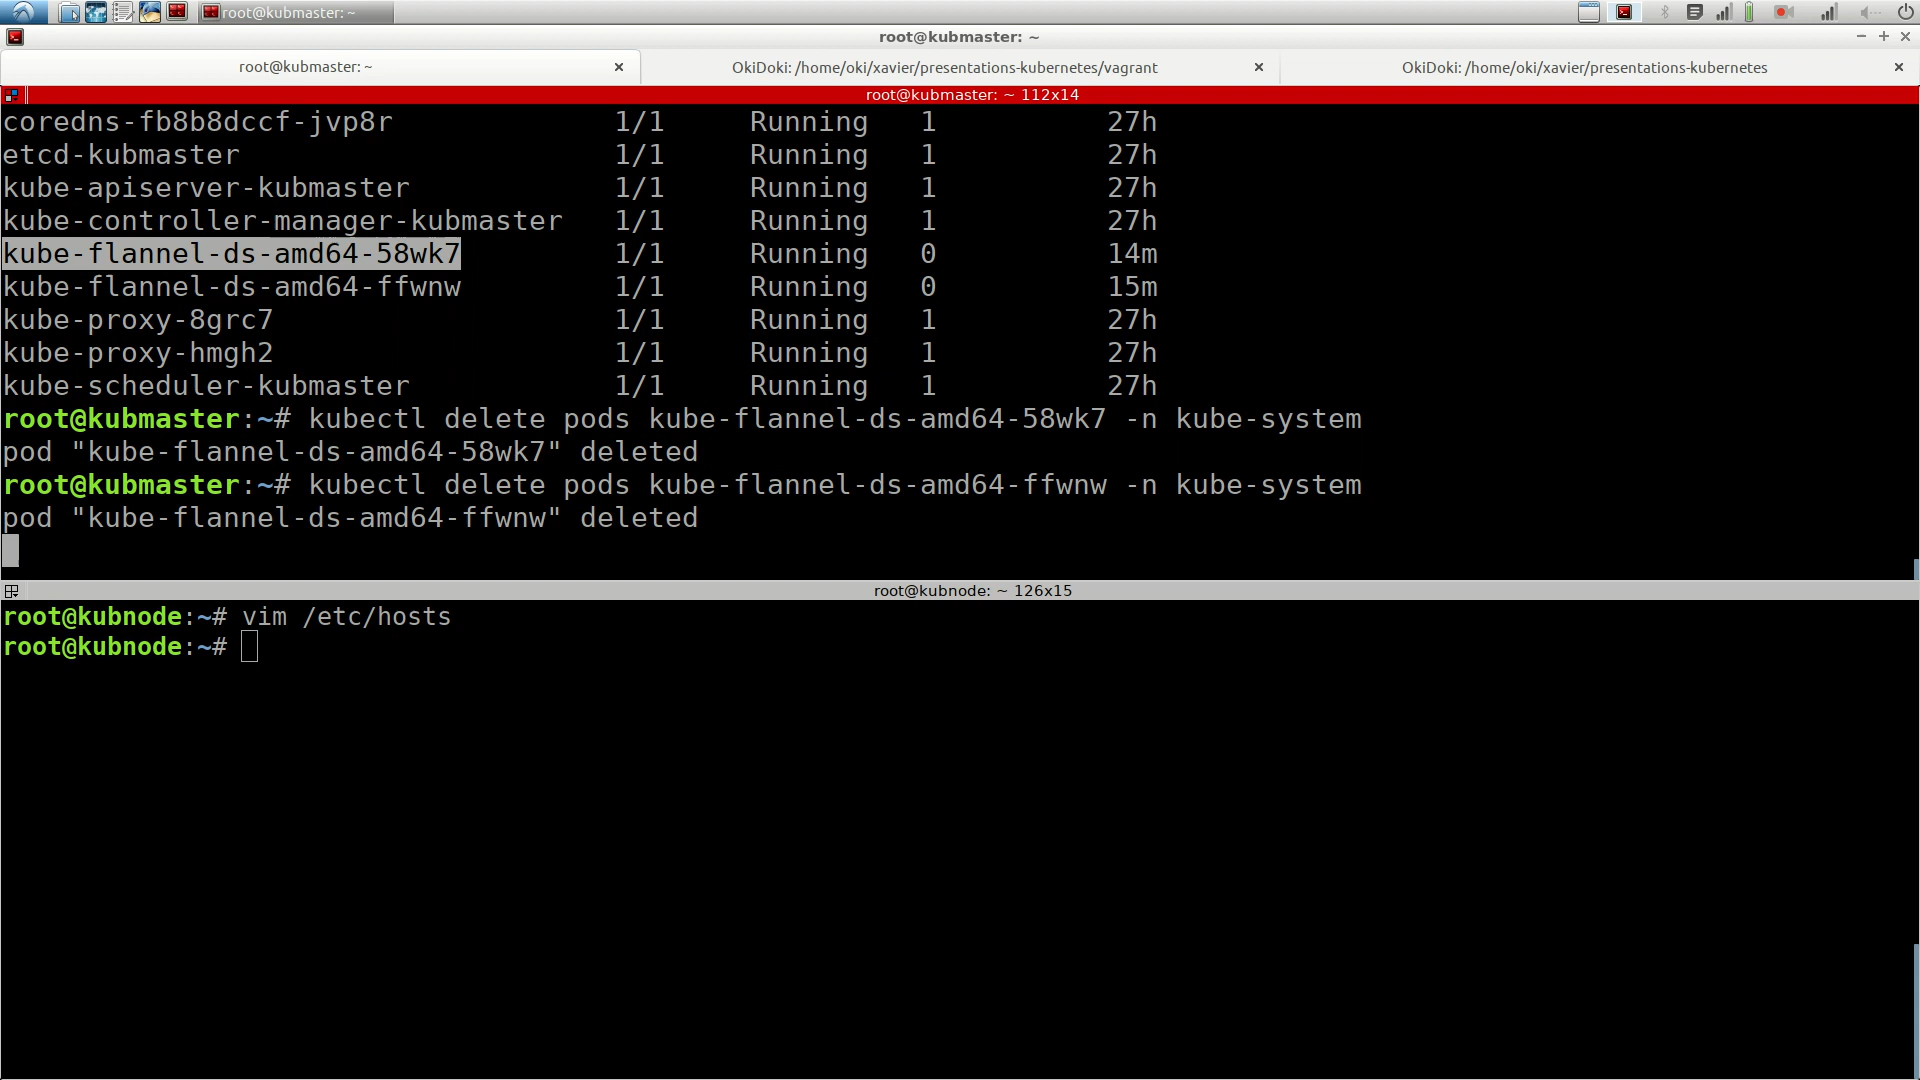 root@kubmaster: ~
root@kubmaster: ~
root@kubmaster: ~ OkiDoki: /home/oki/xavier/presentations-kubernetes/vagrant OkiDoki: /home/oki/xavier/presentations-kubernetes
root@kubmaster: ~ 112x14
coredns-fb8b8dccf-jvp8r 1/1 Running 1 27h
etcd-kubmaster 1/1 Running 1 27h
kube-apiserver-kubmaster 1/1 Running 1 27h
kube-controller-manager-kubmaster 1/1 Running 1 27h
kube-flannel-ds-amd64-58wk7 1/1 Running 0 14m
kube-flannel-ds-amd64-ffwnw 1/1 Running 0 15m
kube-proxy-8grc7 1/1 Running 1 27h
kube-proxy-hmgh2 1/1 Running 1 27h
kube-scheduler-kubmaster 1/1 Running 1 27h
root@kubmaster:~# kubectl delete pods kube-flannel-ds-amd64-58wk7 -n kube-system
pod "kube-flannel-ds-amd64-58wk7" deleted
root@kubmaster:~# kubectl delete pods kube-flannel-ds-amd64-ffwnw -n kube-system
pod "kube-flannel-ds-amd64-ffwnw" deleted
root@kubnode: ~ 126x15
root@kubnode:~# vim /etc/hosts
root@kubnode:~#